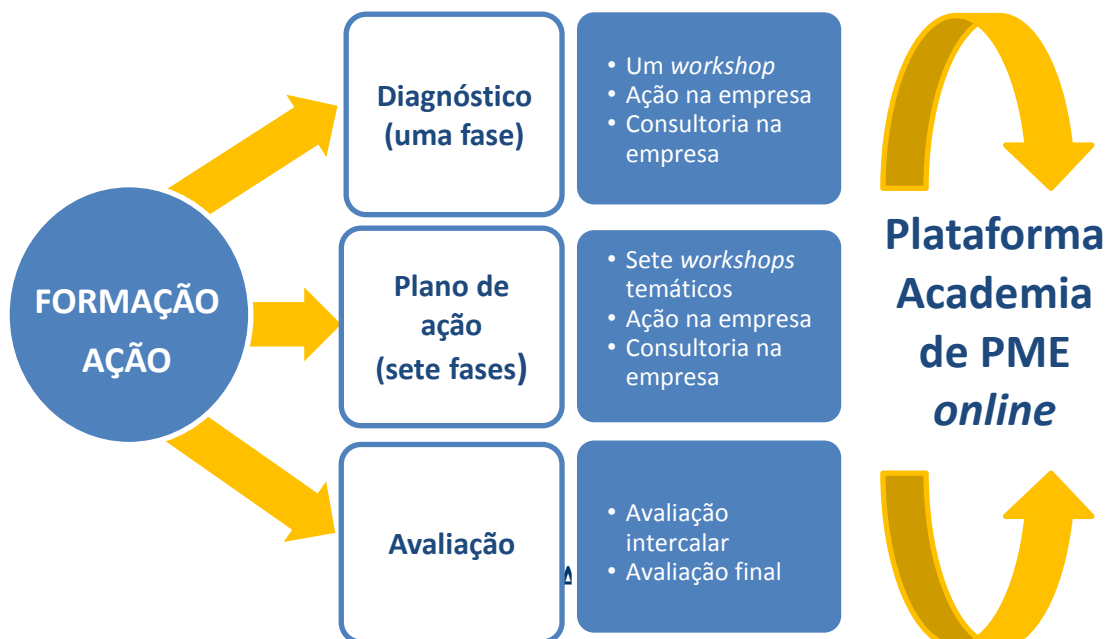 FORMAÇÃO
AÇÃO
Diagnóstico
(uma fase)
• Um workshop
• Ação na empresa
• Consultoria na
empresa
Plano de
ação
(sete fases)
• Sete workshops
temáticos
• Ação na empresa
• Consultoria na
empresa
Avaliação
• Avaliação
intercalar
• Avaliação final
Plataforma
Academia
de PME
online